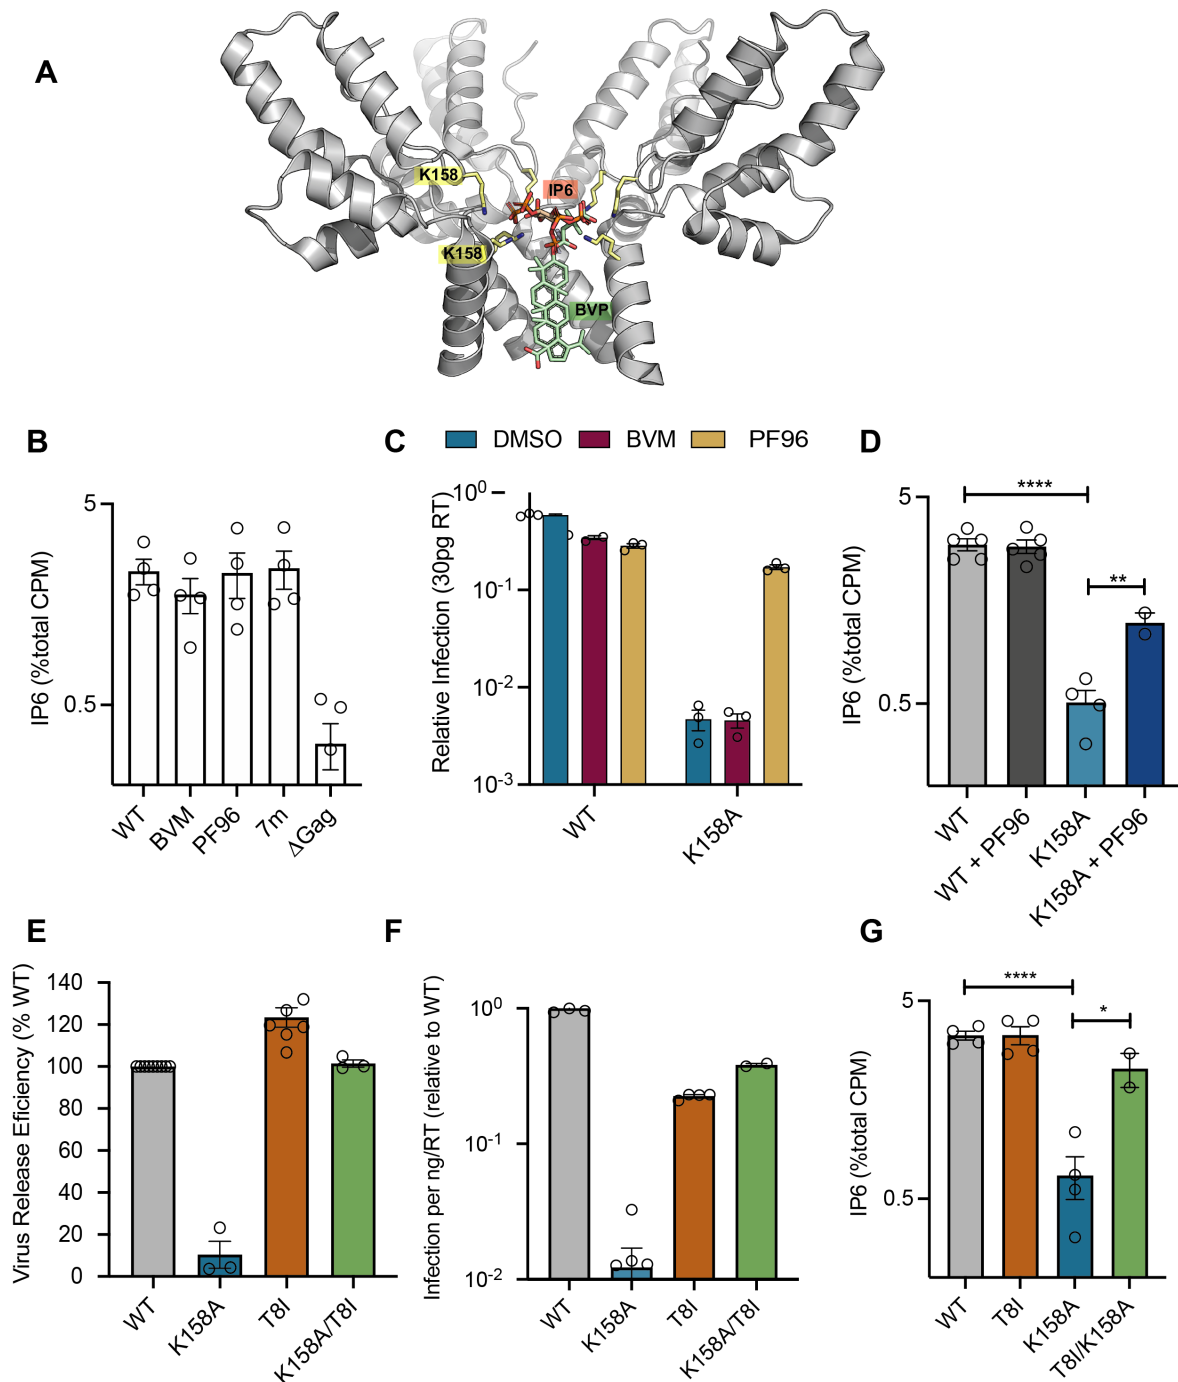 A
K158
IP6
K158
BVP
B
IP6 (%total CPM)
5
0.5
WT
BVM
PF96
7m
ΔGag
C
DMSO
BVM
PF96
Relative Infection (30pg RT)
10^0
10^-1
10^-2
10^-3
WT
K158A
D
IP6 (%total CPM)
5
0.5
****
**
WT
WT + PF96
K158A
K158A + PF96
E
Virus Release Eficiency (% WT)
140
120
100
80
60
40
20
0
WT
K158A
T8I
K158A/T8I
F
Infection per ng/RT (relative to WT)
10^0
10^-1
10^-2
WT
K158A
T8I
K158A/T8I
G
IP6 (%total CPM)
5
0.5
****
*
WT
T8I
K158A
T8I/K158A